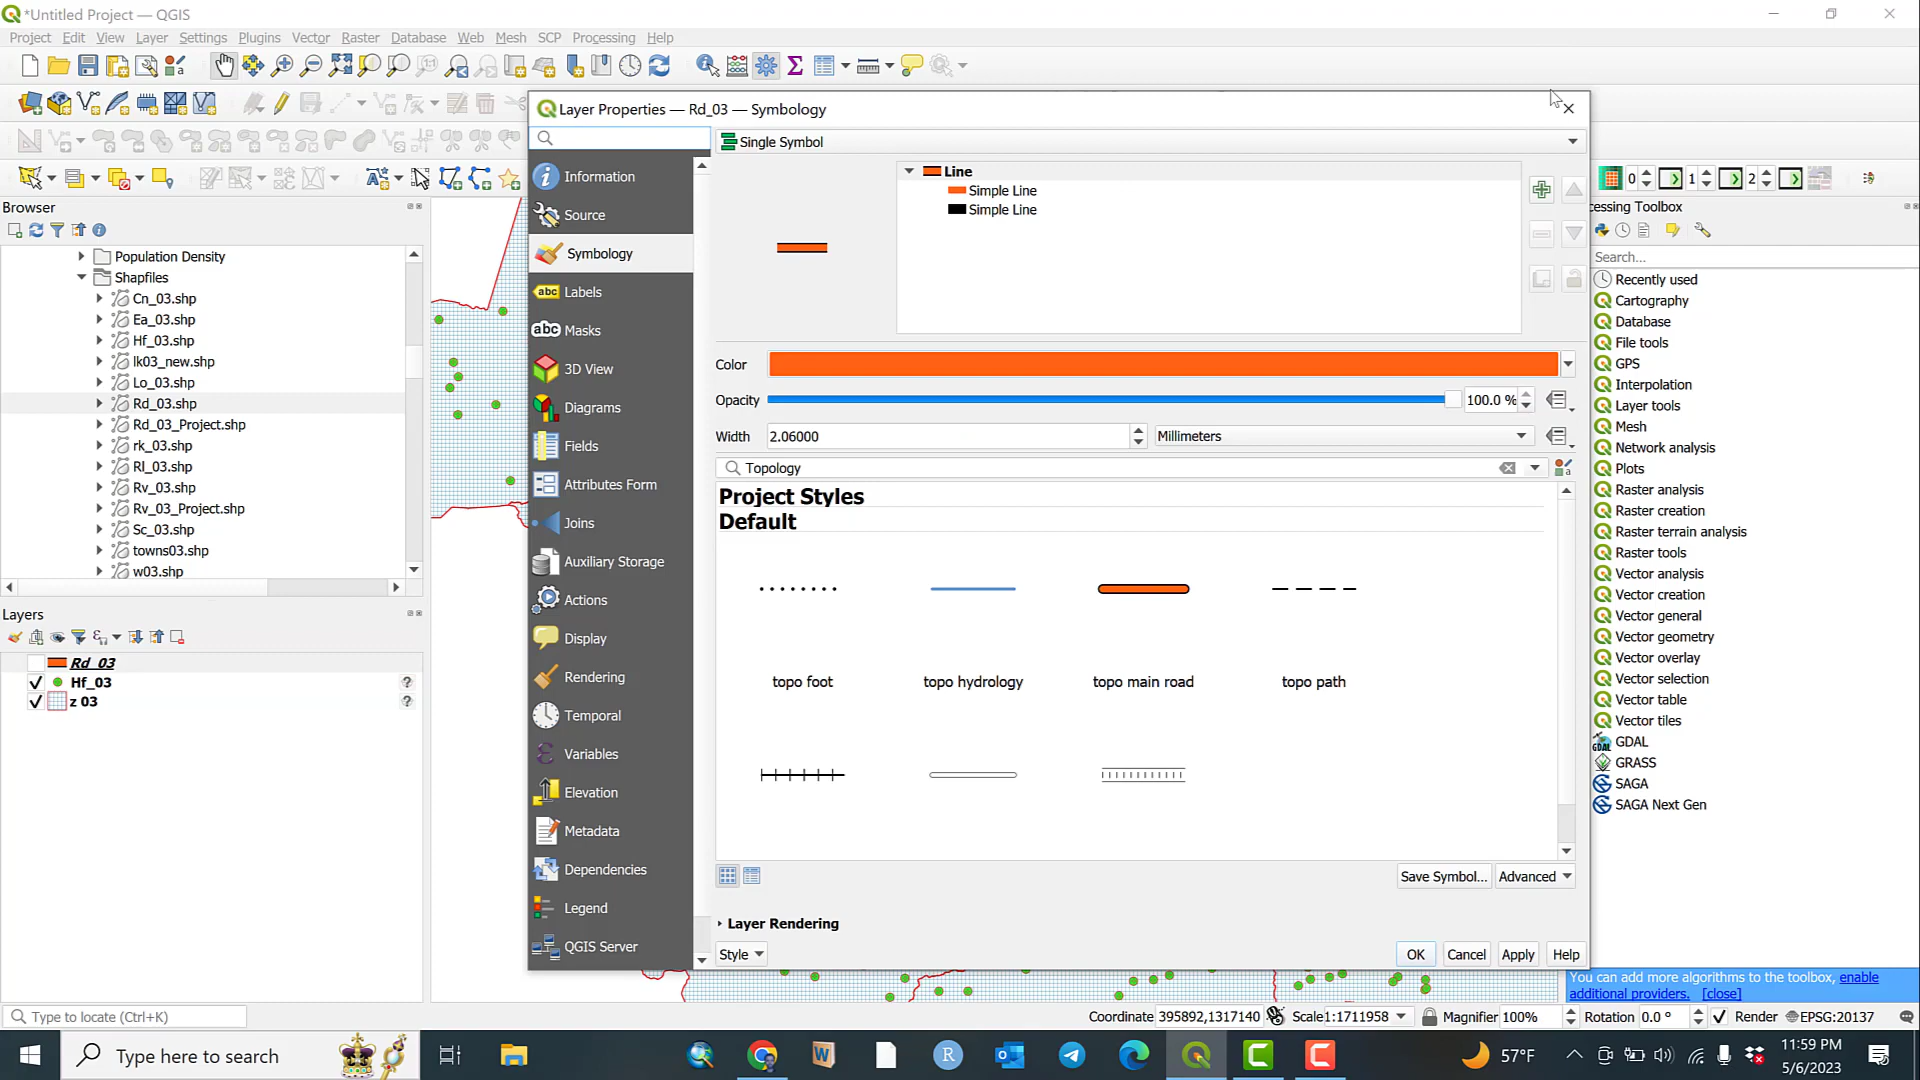 *Untitled Project — QGIS
Project Edit View Layer Settings Plugins Vector Raster Database Web Mesh SCP Processing Help
Layer Properties — Rd_03 — Symbology
Single Symbol
Information
Source
Symbology
Labels
Masks
3D View
Diagrams
Fields
Attributes Form
Joins
Auxiliary Storage
Actions
Display
Rendering
Temporal
Variables
Elevation
Metadata
Dependencies
Legend
QGIS Server
Line
Simple Line
Simple Line
Color
Opacity 100.0 %
Width 2.06000 Millimeters
Topology
Project Styles
Default
topo foot topo hydrology topo main road topo path
Save Symbol... Advanced
Layer Rendering
Style OK Cancel Apply Help
0 1 2
Browser
Population Density
Shapfiles
Cn_03.shp
Ea_03.shp
Hf_03.shp
lk03_new.shp
Lo_03.shp
Rd_03.shp
Rd_03_Project.shp
rk_03.shp
Rl_03.shp
Rv_03.shp
Rv_03_Project.shp
Sc_03.shp
towns03.shp
w03.shp
Layers
Rd_03
Hf_03 ?
z 03 ?
cessing Toolbox
Search...
Recently used
Cartography
Database
File tools
GPS
Interpolation
Layer tools
Mesh
Network analysis
Plots
Raster analysis
Raster creation
Raster terrain analysis
Raster tools
Vector analysis
Vector creation
Vector general
Vector geometry
Vector overlay
Vector selection
Vector table
Vector tiles
GDAL
GRASS
SAGA
SAGA Next Gen
You can add more algorithms to the toolbox, enable
additional providers. [close]
Type to locate (Ctrl+K) Coordinate 395892,1317140 Scale 1:1711958 Magnifier 100% Rotation 0.0 ° Render EPSG:20137
Type here to search 57°F 11:59 PM
5/6/2023